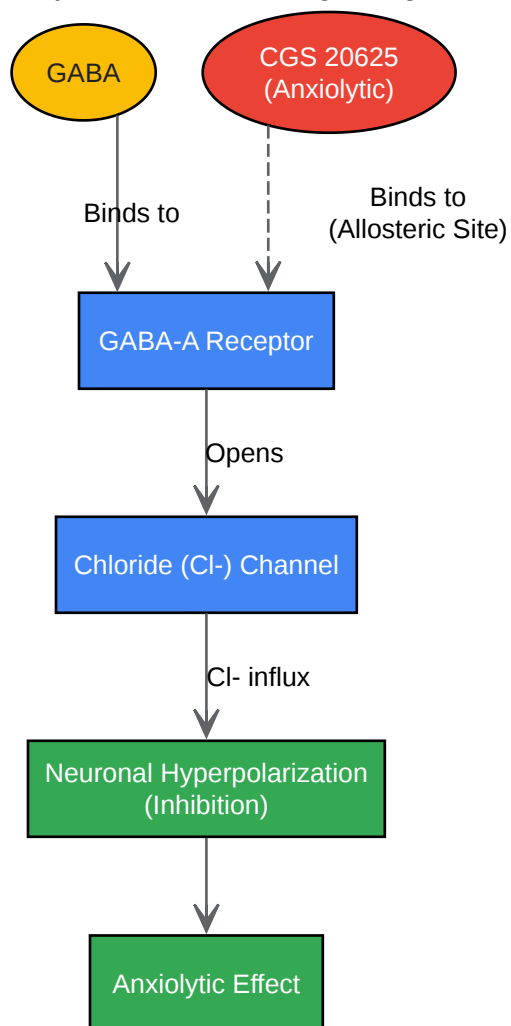 GABA
CGS 20625
(Anxiolytic)
Binds to
Binds to
(Allosteric Site)
GABA-A Receptor
Opens
Chloride (Cl-) Channel
Cl- influx
Neuronal Hyperpolarization
(Inhibition)
Anxiolytic Effect